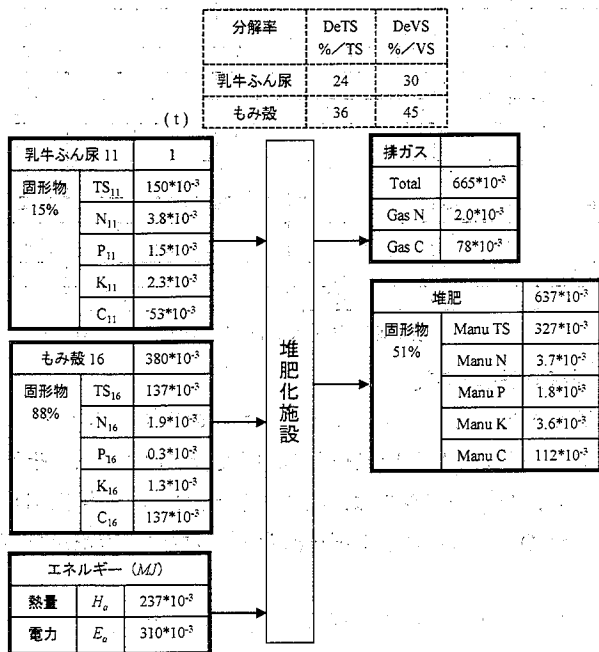 分解率 DeTS %/TS DeVS %/VS
乳牛ふん尿 24 30
もみ殻 36 45
(t)
乳牛ふん尿 11 1
固形物 15% TS11 150*10-3
N11 3.8*10-3
P11 1.5*10-3
K11 2.3*10-3
C11 53*10-3
もみ殻 16 380*10-3
固形物 88% TS16 137*10-3
N16 1.9*10-3
P16 0.3*10-3
K16 1.3*10-3
C16 137*10-3
エネルギー (MJ)
熱量 Ha 237*10-3
電力 Ea 310*10-3
堆肥化施設
排ガス
Total 665*10-3
Gas N 2.0*10-3
Gas C 78*10-3
堆肥 637*10-3
固形物 51% Manu TS 327*10-3
Manu N 3.7*10-3
Manu P 1.8*10-3
Manu K 3.6*10-3
Manu C 112*10-3